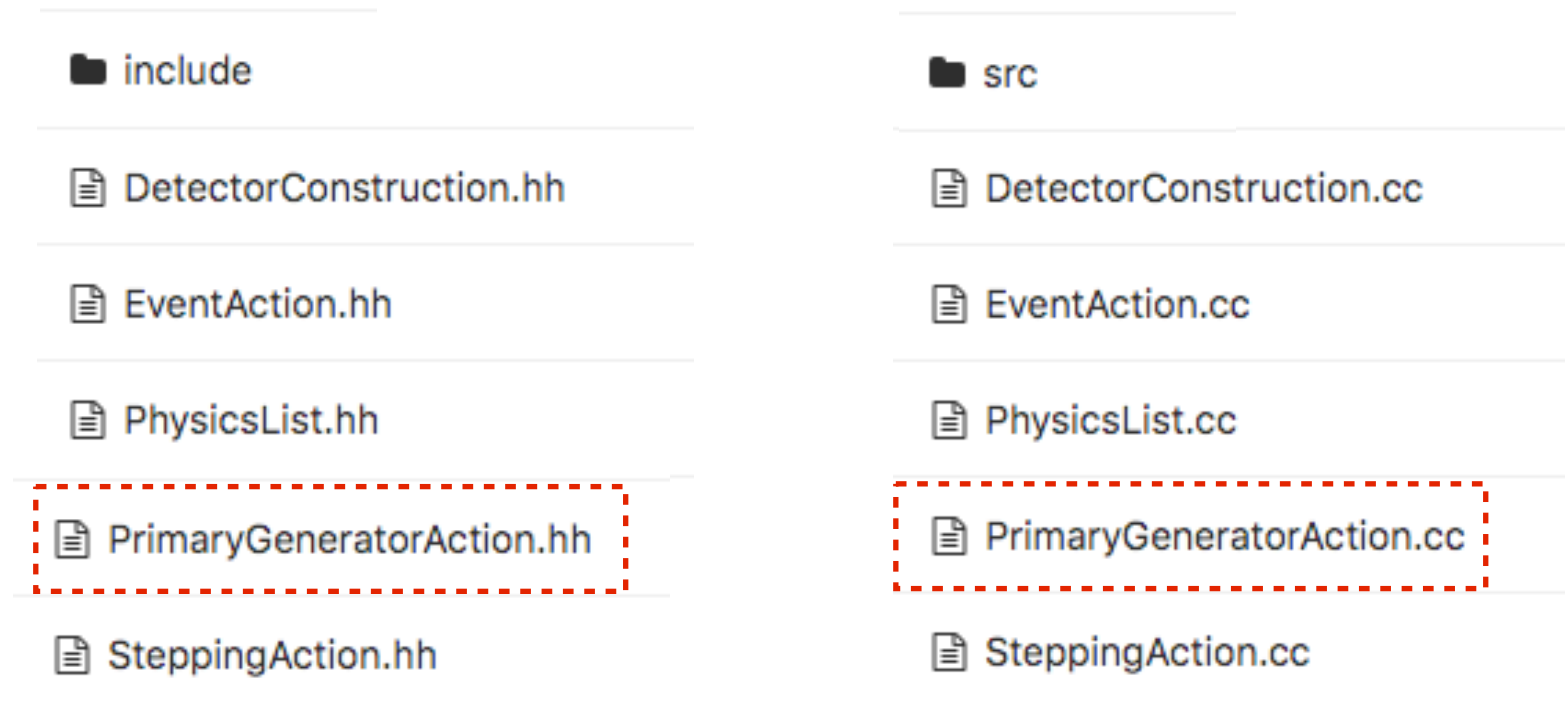 include
DetectorConstruction.hh
EventAction.hh
PhysicsList.hh
PrimaryGeneratorAction.hh
SteppingAction.hh
src
DetectorConstruction.cc
EventAction.cc
PhysicsList.cc
PrimaryGeneratorAction.cc
SteppingAction.cc